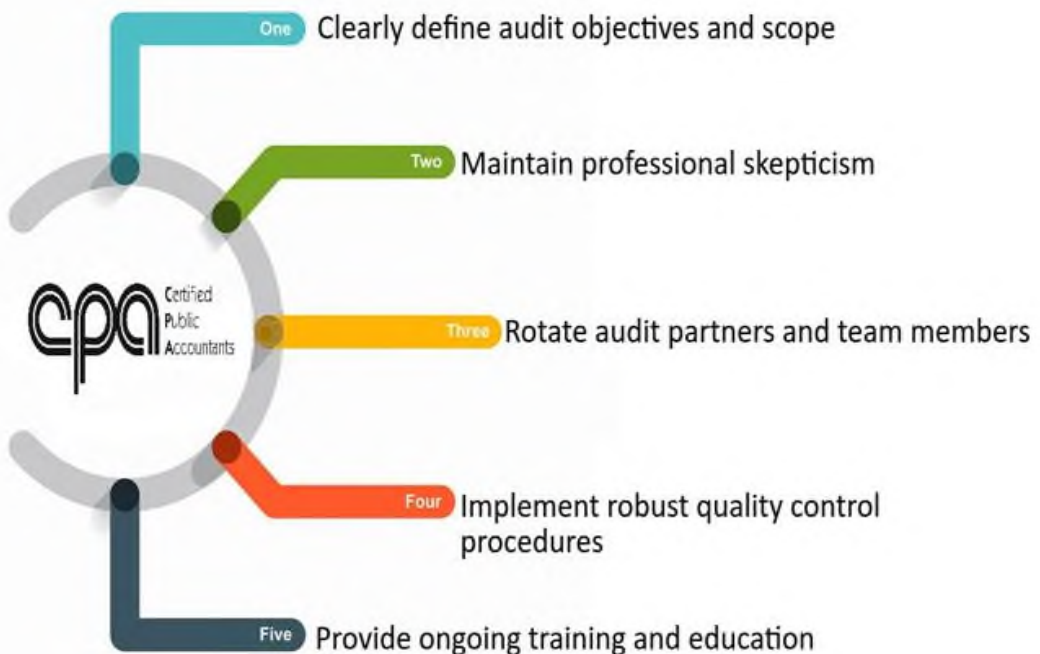 One Clearly define audit objectives and scope
Two Maintain professional skepticism
cpa Certified
Public
Accountants
Three Rotate audit partners and team members
Four Implement robust quality control
procedures
Five Provide ongoing training and education